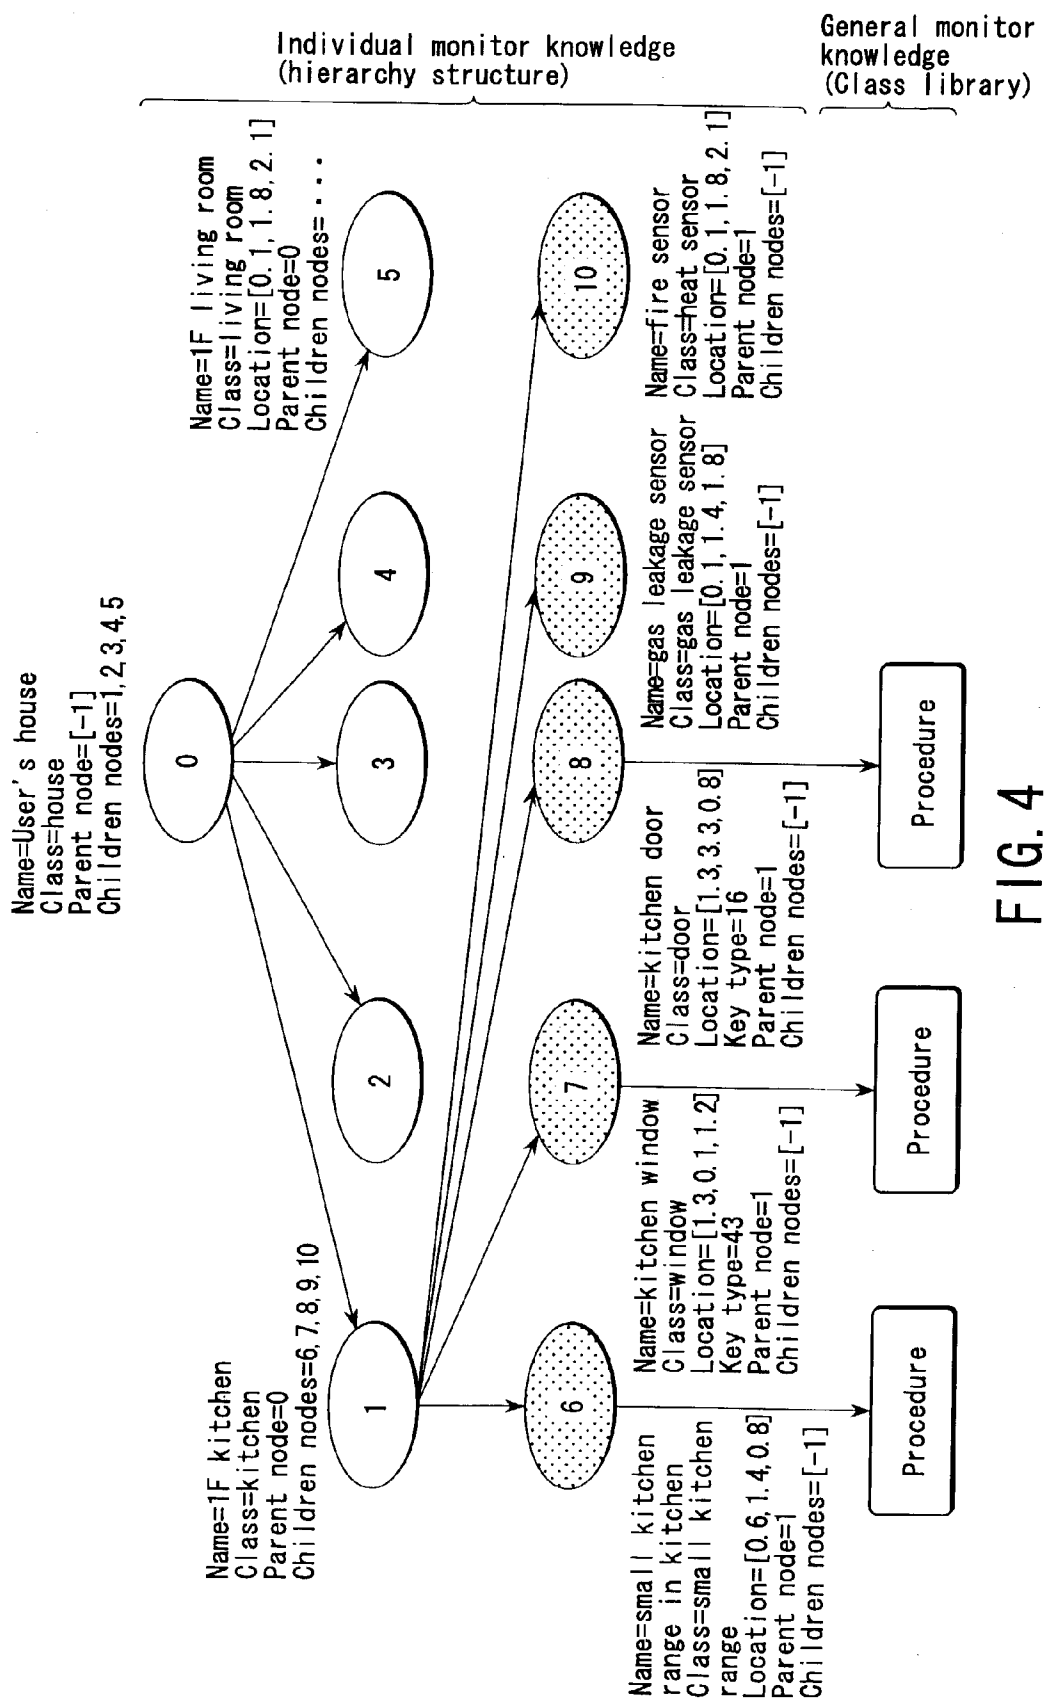 Name=User's house
Class=house
Parent node=[-1]
Children nodes=1,2,3,4,5
0
Name=1F kitchen
Class=kitchen
Parent node=0
Children nodes=6,7,8,9,10
Name=1F living room
Class=living room
Location=[0.1,1.8,2.1]
Parent node=0
Children nodes=····
1
2
3
4
5
Individual monitor knowledge
(hierarchy structure)
6
7
8
9
10
Name=small kitchen
range in kitchen
Class=small kitchen
range
Location=[0.6,1.4,0.8]
Parent node=1
Children nodes=[-1]
Name=kitchen window
Class=window
Location=[1.3,0.1,1.2]
Key type=43
Parent node=1
Children nodes=[-1]
Name=kitchen door
Class=door
Location=[1.3,3.3,0.8]
Key type=16
Parent node=1
Children nodes=[-1]
Name=gas leakage sensor
Class=gas leakage sensor
Location=[0.1,1.4,1.8]
Parent node=1
Children nodes=[-1]
Name=fire sensor
Class=heat sensor
Location=[0.1,1.8,2.1]
Parent node=1
Children nodes=[-1]
General monitor
knowledge
(Class library)
Procedure
Procedure
Procedure
FIG. 4